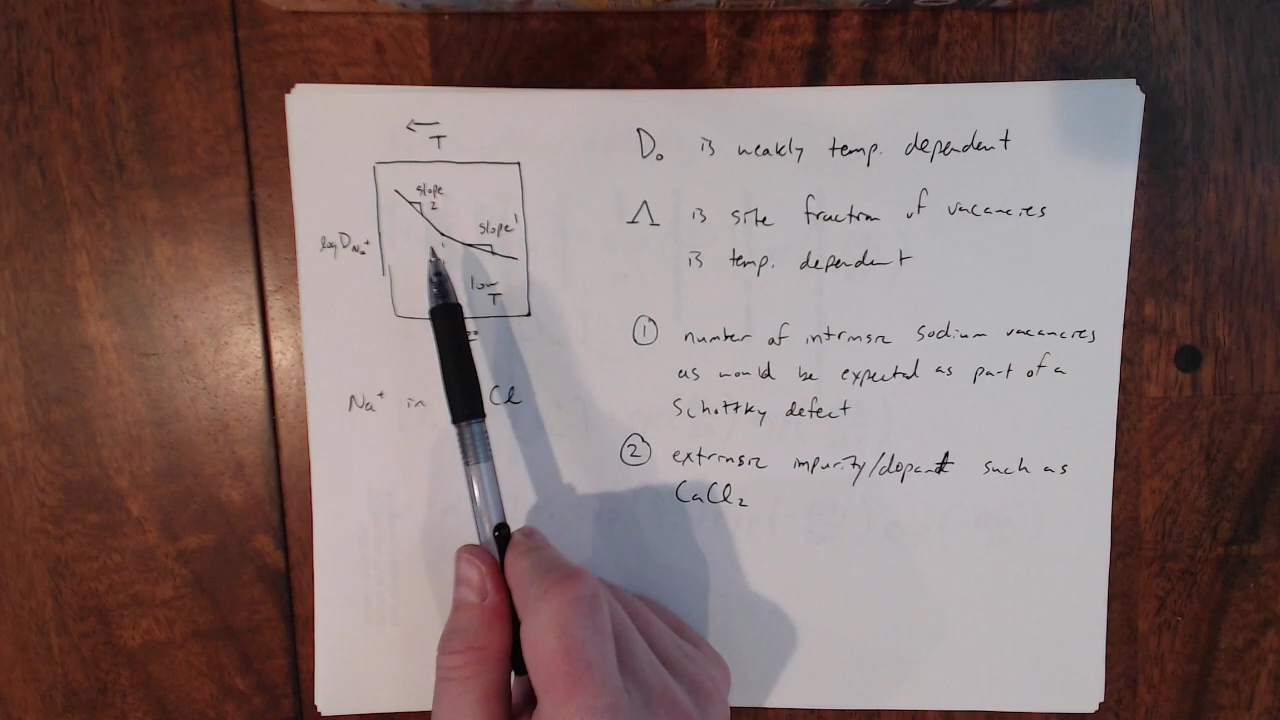 ← T
slope
2
slope 1
log D Na+
low
T
Na+ in Cl
D₀ is weakly temp. dependent
Λ is site fraction of vacancies
is temp. dependent
① number of intrinsic sodium vacancies
as would be expected as part of a
Schottky defect
② extrinsic impurity/dopant such as
CaCl₂